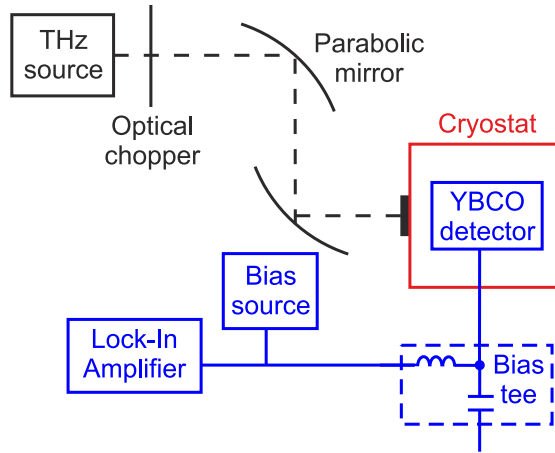 THz
source
Parabolic
mirror
Optical
chopper
Cryostat
YBCO
detector
Bias
source
Lock-In
Amplifier
Bias
tee